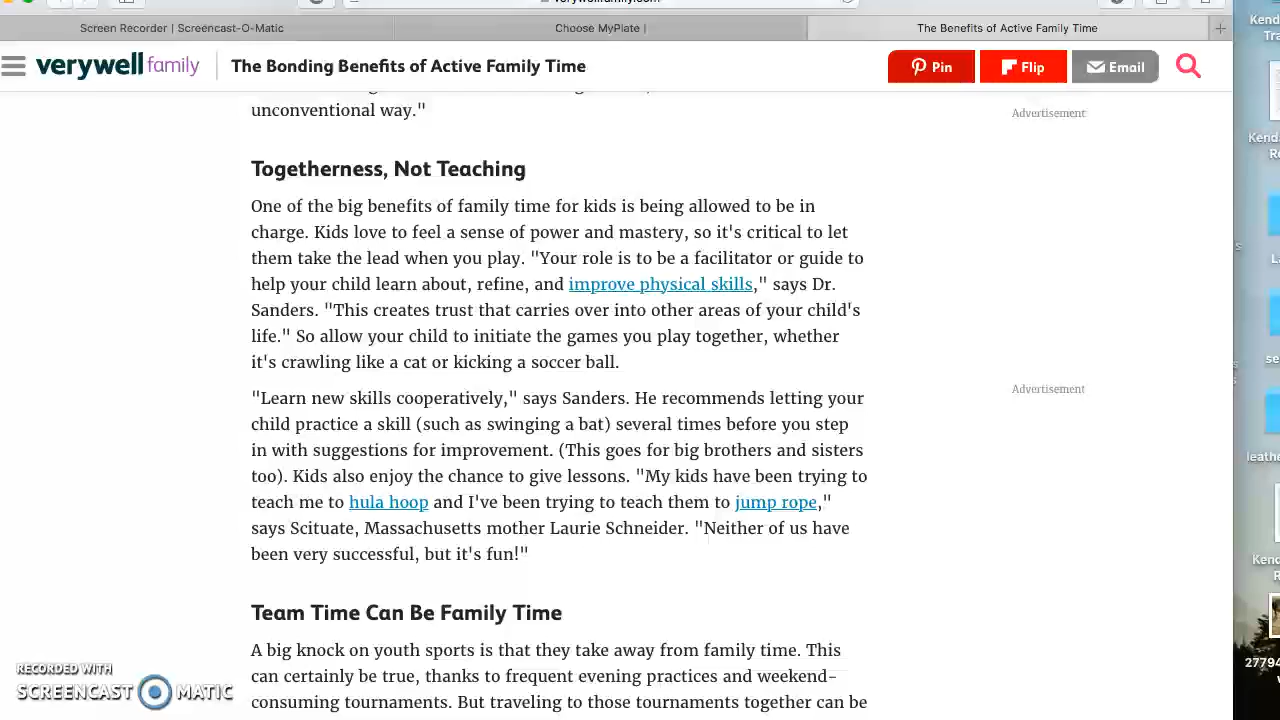 verywellfamily.com
Screen Recorder | Screencast-O-Matic
Choose MyPlate |
The Benefits of Active Family Time
verywell family
The Bonding Benefits of Active Family Time
Pin
Flip
Email
unconventional way."
Advertisement
Togetherness, Not Teaching
One of the big benefits of family time for kids is being allowed to be in
charge. Kids love to feel a sense of power and mastery, so it's critical to let
them take the lead when you play. "Your role is to be a facilitator or guide to
help your child learn about, refine, and improve physical skills," says Dr.
Sanders. "This creates trust that carries over into other areas of your child's
life." So allow your child to initiate the games you play together, whether
it's crawling like a cat or kicking a soccer ball.
Advertisement
"Learn new skills cooperatively," says Sanders. He recommends letting your
child practice a skill (such as swinging a bat) several times before you step
in with suggestions for improvement. (This goes for big brothers and sisters
too). Kids also enjoy the chance to give lessons. "My kids have been trying to
teach me to hula hoop and I've been trying to teach them to jump rope,"
says Scituate, Massachusetts mother Laurie Schneider. "Neither of us have
been very successful, but it's fun!"
Team Time Can Be Family Time
A big knock on youth sports is that they take away from family time. This
can certainly be true, thanks to frequent evening practices and weekend-
consuming tournaments. But traveling to those tournaments together can be
RECORDED WITH
SCREENCAST MATIC
Kend
Tra
Kend
se
leathe
Kend
27794